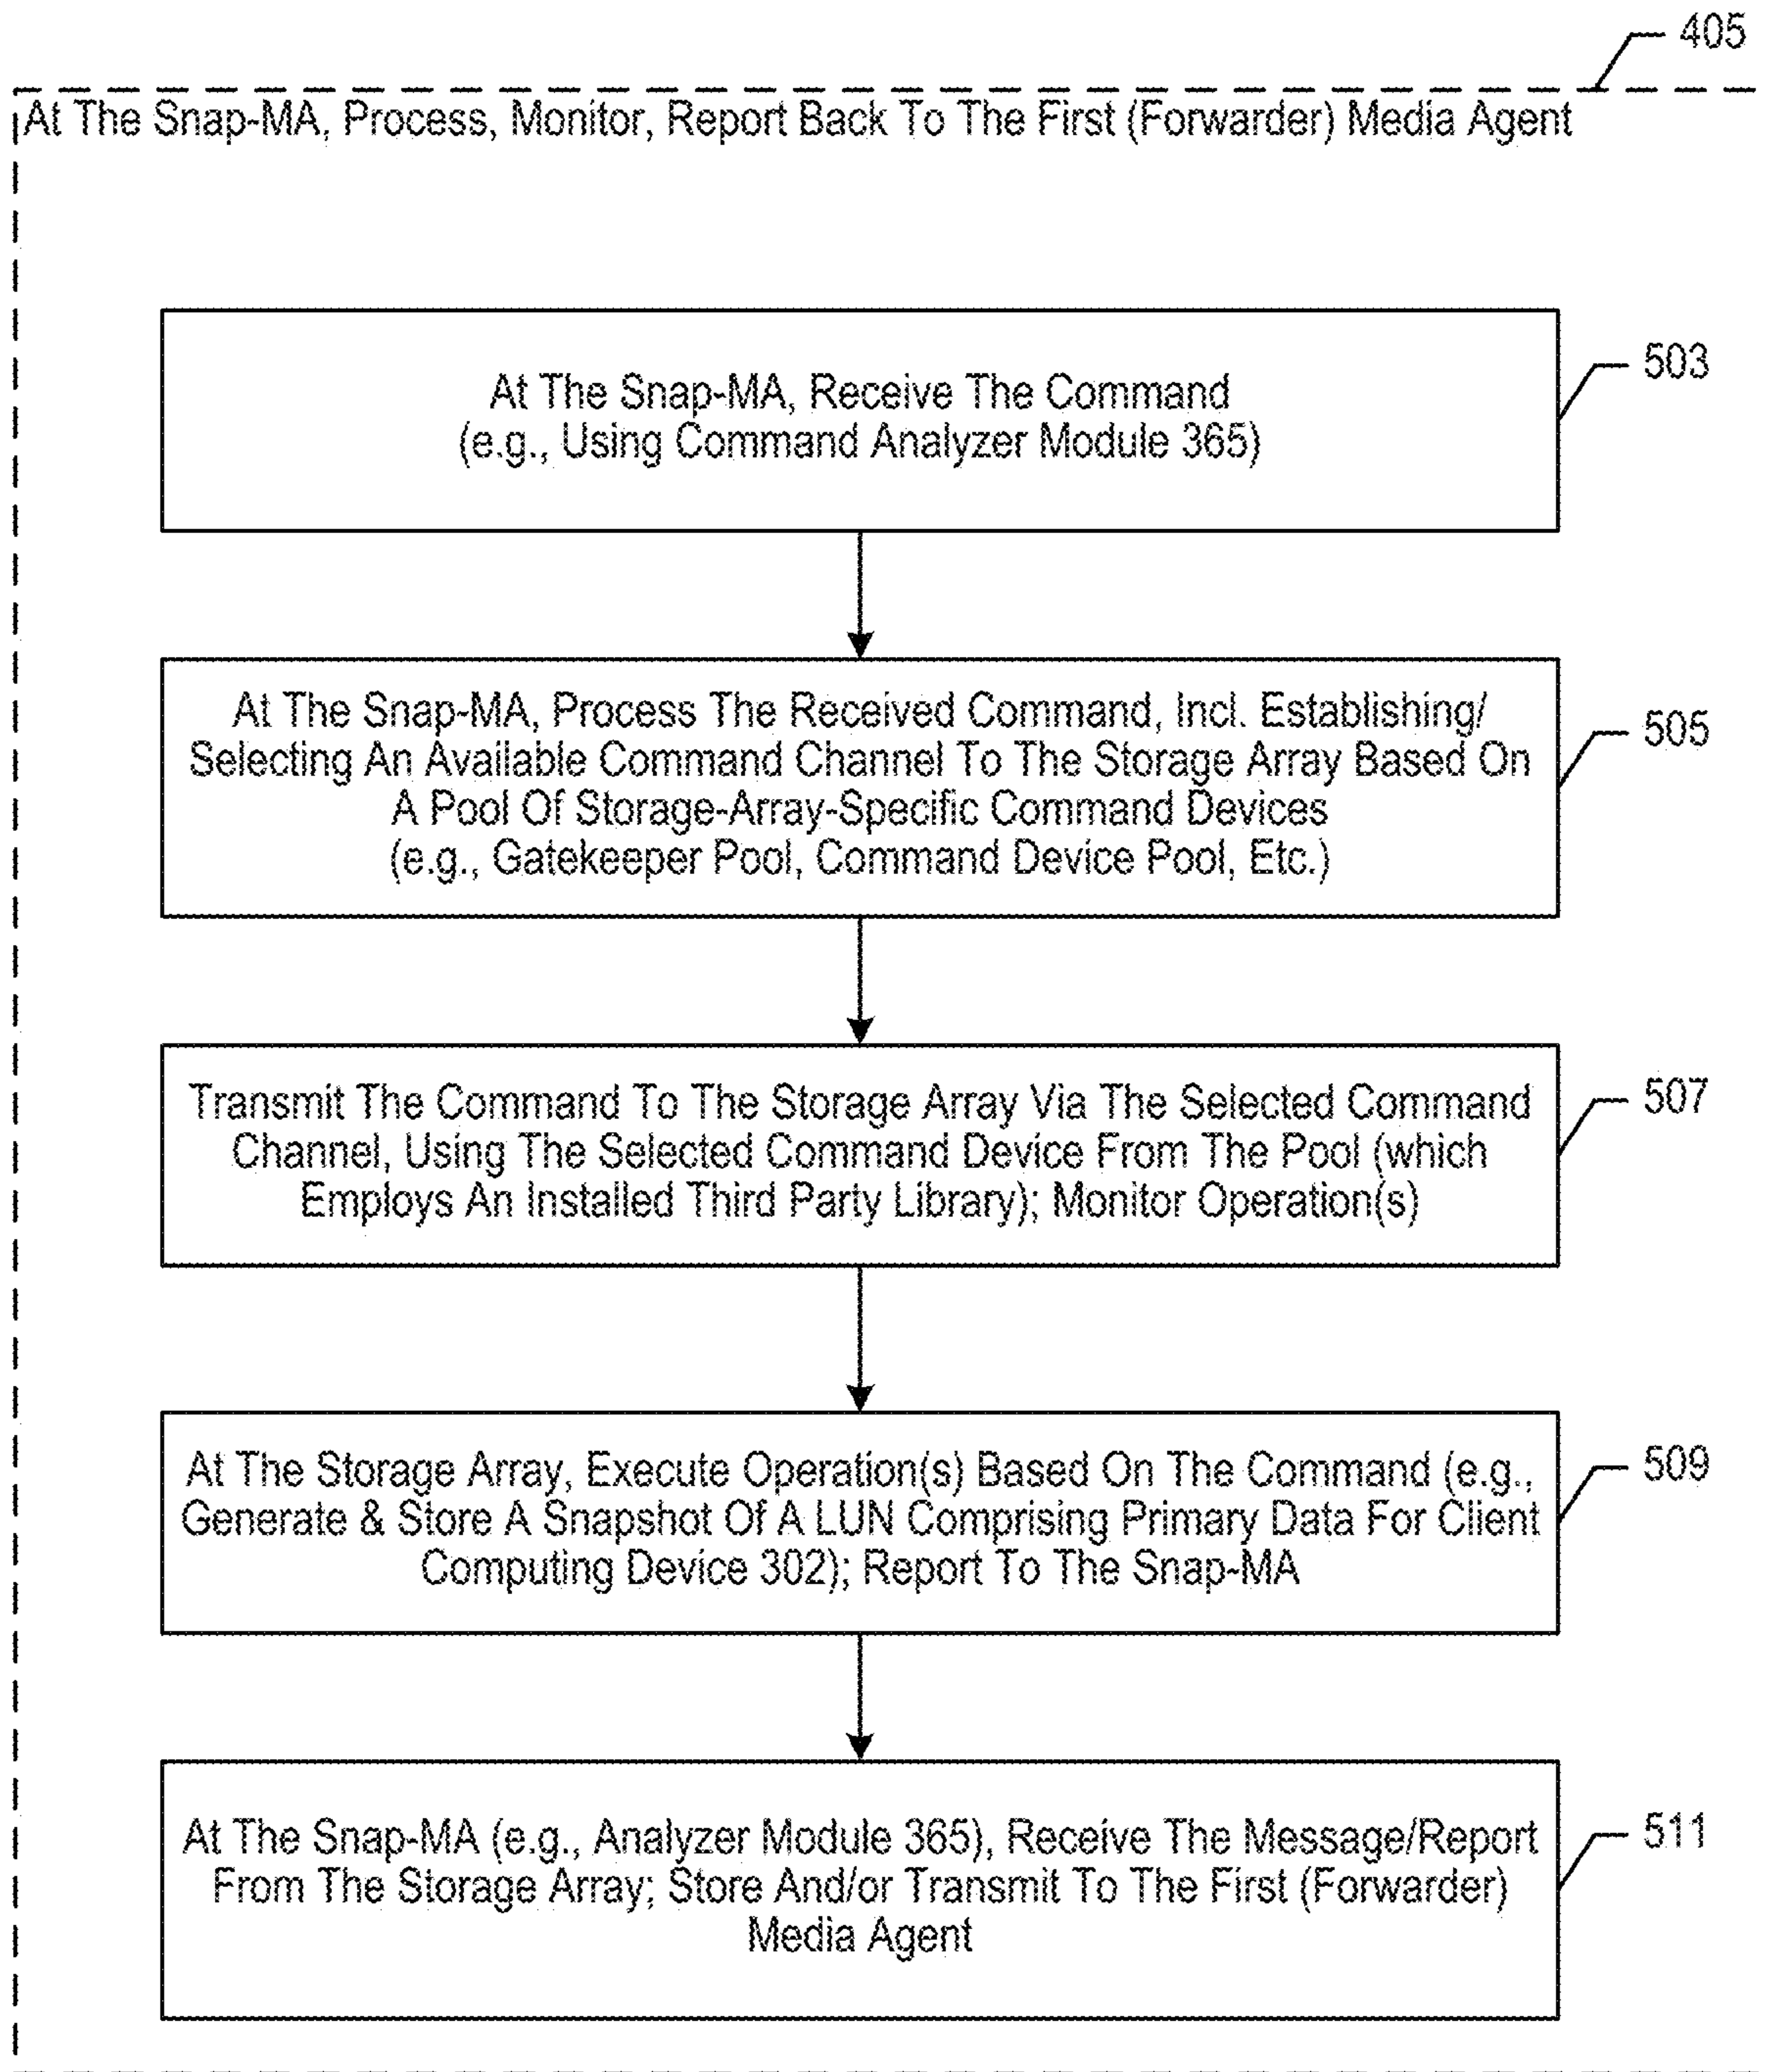 405
At The Snap-MA, Process, Monitor, Report Back To The First (Forwarder) Media Agent
At The Snap-MA, Receive The Command
(e.g., Using Command Analyzer Module 365)
503
At The Snap-MA, Process The Received Command, Incl. Establishing/
Selecting An Available Command Channel To The Storage Array Based On
A Pool Of Storage-Array-Specific Command Devices
(e.g., Gatekeeper Pool, Command Device Pool, Etc.)
505
Transmit The Command To The Storage Array Via The Selected Command
Channel, Using The Selected Command Device From The Pool (which
Employs An Installed Third Party Library); Monitor Operation(s)
507
At The Storage Array, Execute Operation(s) Based On The Command (e.g.,
Generate & Store A Snapshot Of A LUN Comprising Primary Data For Client
Computing Device 302); Report To The Snap-MA
509
At The Snap-MA (e.g., Analyzer Module 365), Receive The Message/Report
From The Storage Array; Store And/or Transmit To The First (Forwarder)
Media Agent
511